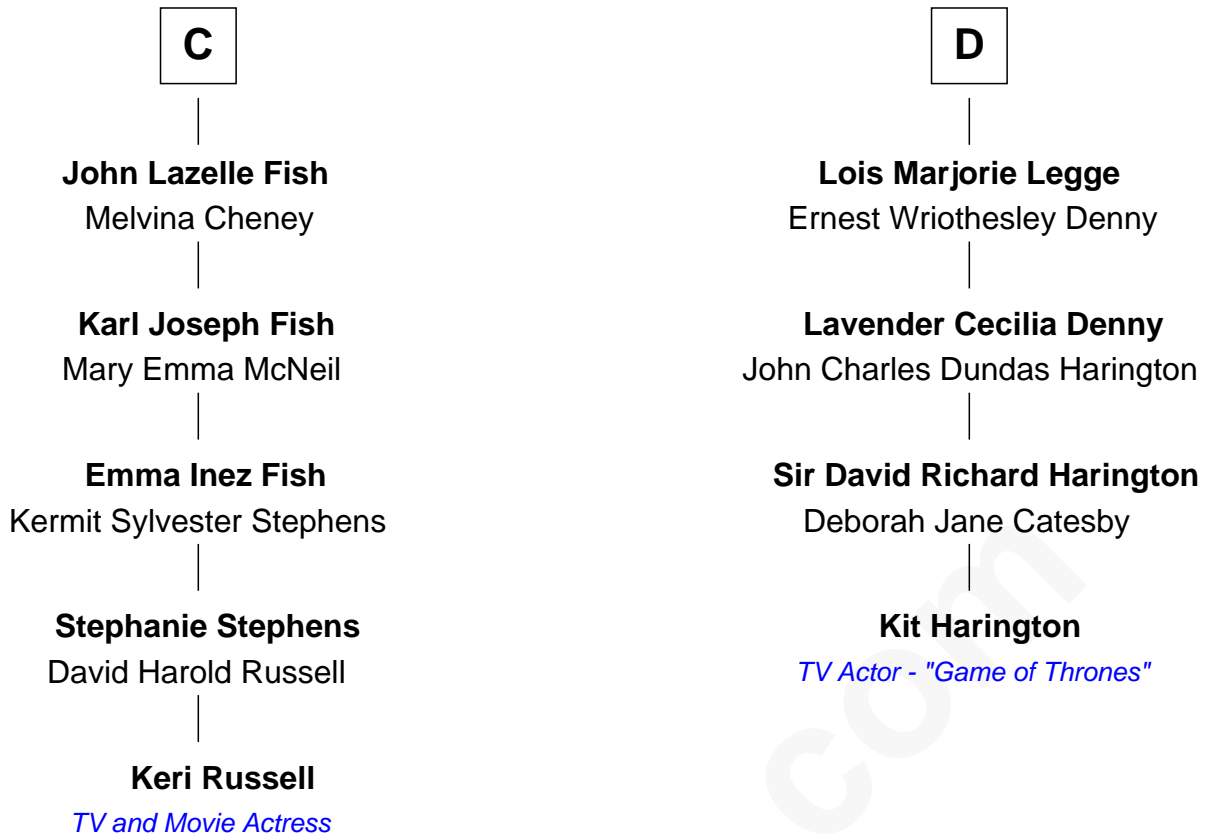 C
John Lazelle Fish
Melvina Cheney
Karl Joseph Fish
Mary Emma McNeil
Emma Inez Fish
Kermit Sylvester Stephens
Stephanie Stephens
David Harold Russell
Keri Russell
TV and Movie Actress
D
Lois Marjorie Legge
Ernest Wriothesley Denny
Lavender Cecilia Denny
John Charles Dundas Harington
Sir David Richard Harington
Deborah Jane Catesby
Kit Harington
TV Actor - "Game of Thrones"
com